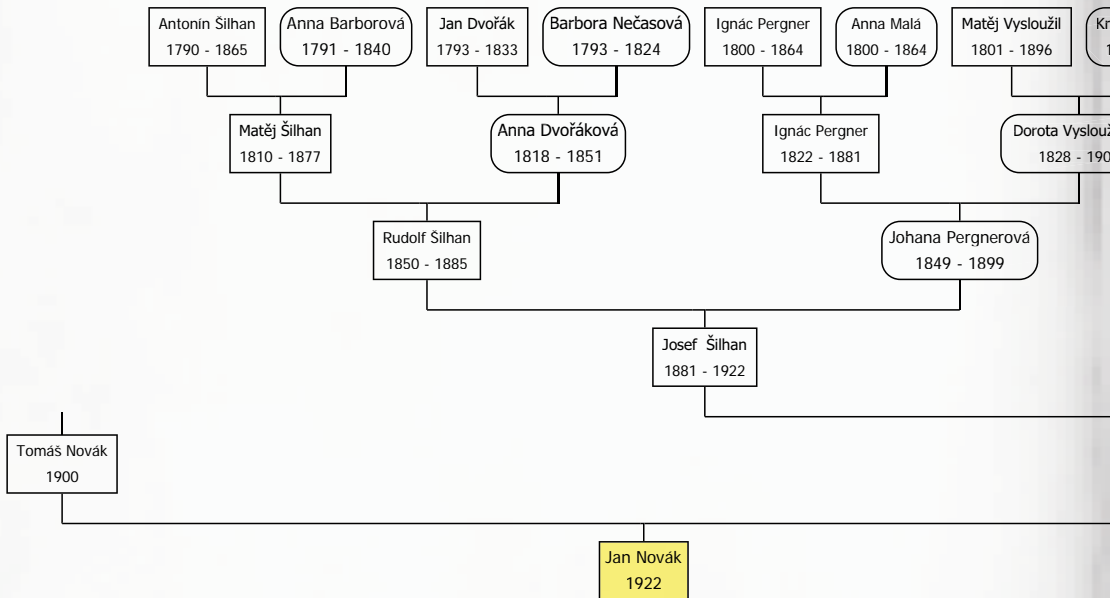 Antonín Šilhan
1790 - 1865
Anna Barborová
1791 - 1840
Jan Dvořák
1793 - 1833
Barbora Nečasová
1793 - 1824
Ignác Pergner
1800 - 1864
Anna Malá
1800 - 1864
Matěj Vysloužil
1801 - 1896
Matěj Šilhan
1810 - 1877
Anna Dvořáková
1818 - 1851
Ignác Pergner
1822 - 1881
Dorota
1828 -
Rudolf Šilhan
1850 - 1885
Johana Pergnerová
1849 - 1899
Josef Šilhan
1881 - 1922
Tomáš Novák
1900
Jan Novák
1922